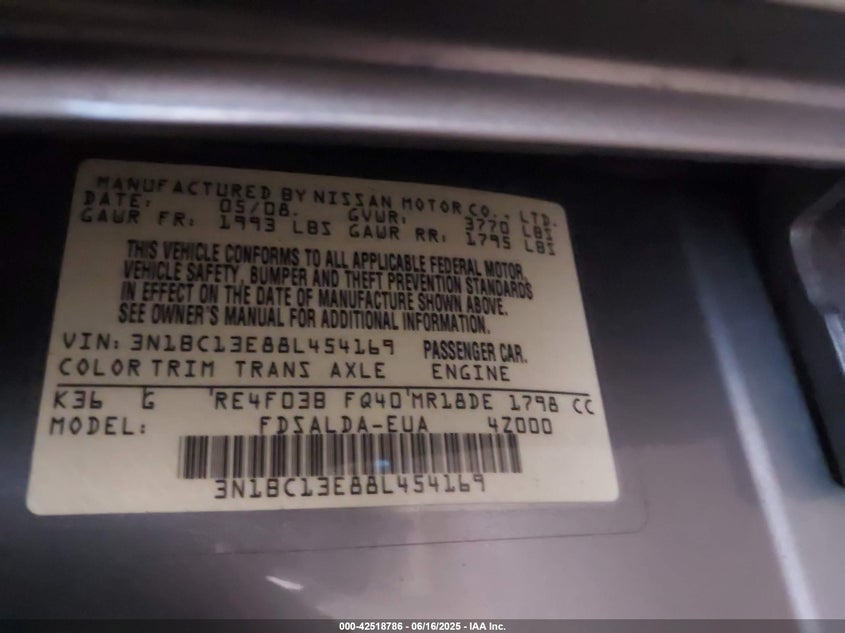 MANUFACTURED BY NISSAN MOTOR CO., LTD.
DATE: 05/08. GVWR: 3770 LBS
GAWR FR: 1993 LBS GAWR RR: 1795 LBS
THIS VEHICLE CONFORMS TO ALL APPLICABLE FEDERAL MOTOR
VEHICLE SAFETY, BUMPER AND THEFT PREVENTION STANDARDS
IN EFFECT ON THE DATE OF MANUFACTURE SHOWN ABOVE.
SEE OWNER'S MANUAL FOR ADDITIONAL INFORMATION.
VIN: 3N1BC13E88L454169 PASSENGER CAR.
COLOR TRIM TRANS AXLE ENGINE
K36 G RE4F03B FQ40 MR18DE 1798 CC
MODEL: FDSALDA-EUA 4Z000
3N1BC13E88L454169
000-42518786 - 06/16/2025 - IAA Inc.